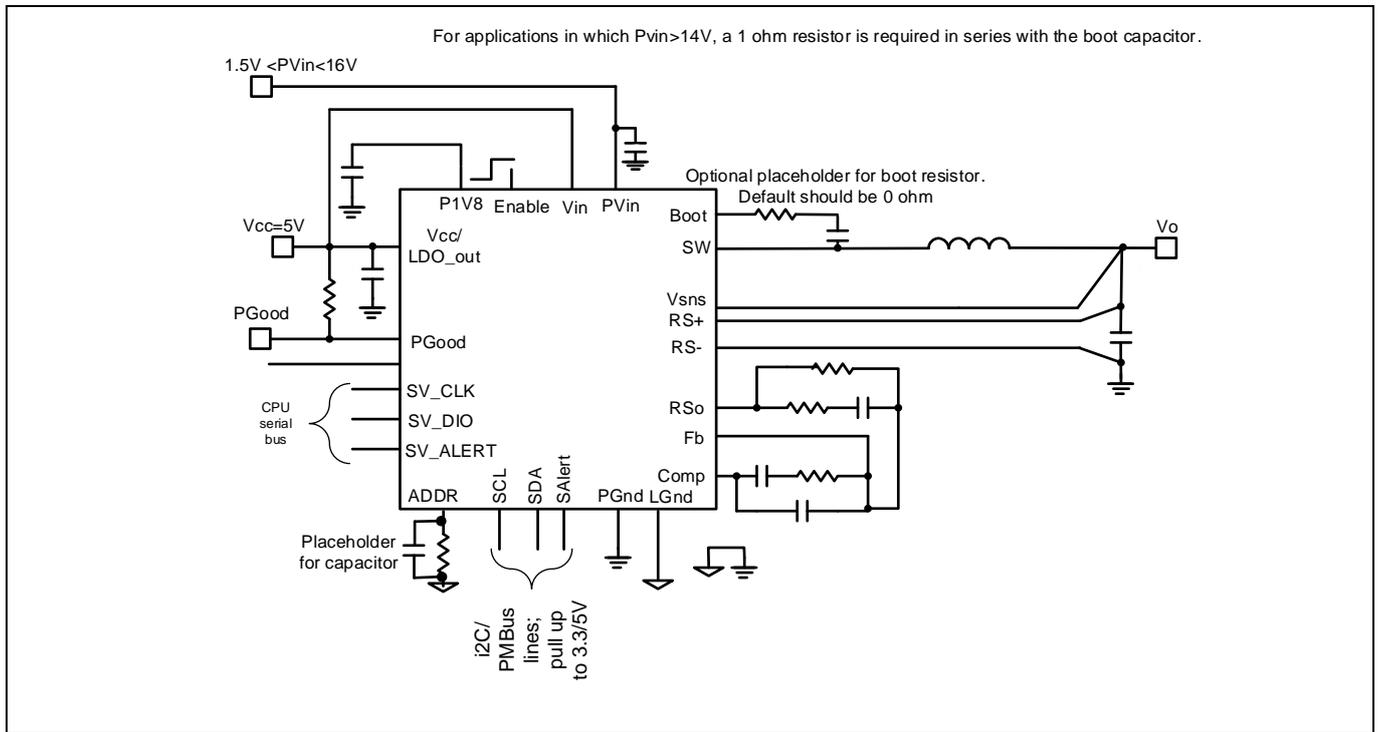 For applications in which Pvin>14V, a 1 ohm resistor is required in series with the boot capacitor.
1.5V <PVin<16V
Optional placeholder for boot resistor.
Default should be 0 ohm
P1V8
Enable
Vin
PVin
Boot
Vcc=5V
Vcc/
LDO_out
SW
Vo
Vsns
RS+
PGood
PGood
RS-
SV_CLK
CPU
serial
bus
SV_DIO
SV_ALERT
RSo
Fb
Comp
ADDR
SCL
SDA
SAlert
PGnd
LGnd
Placeholder
for capacitor
i2C/
PMBus
lines;
pull up
to 3.3/5V